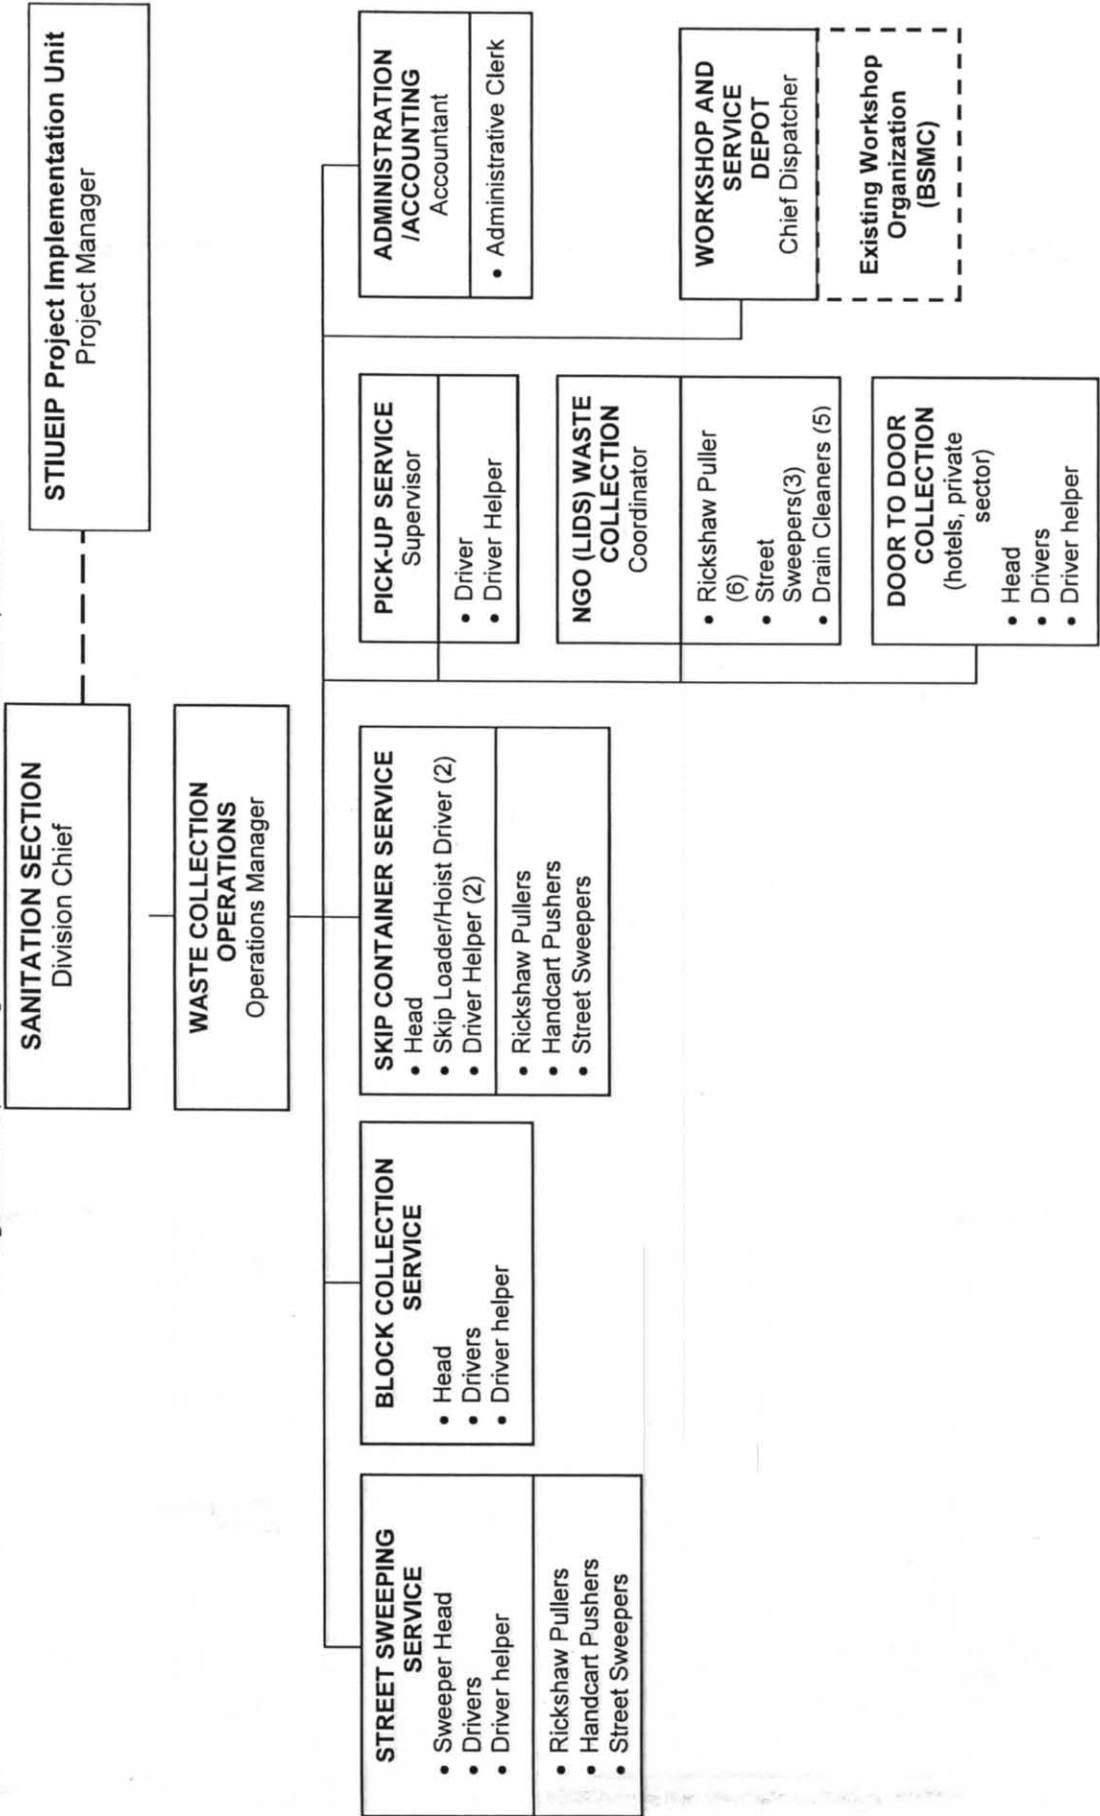 STIUEIP Project Implementation Unit
Project Manager
SANITATION SECTION
Division Chief
WASTE COLLECTION
OPERATIONS
Operations Manager
STREET SWEEPING
SERVICE
• Sweeper Head
• Drivers
• Driver helper
• Rickshaw Pullers
• Handcart Pushers
• Street Sweepers
BLOCK COLLECTION
SERVICE
• Head
• Drivers
• Driver helper
SKIP CONTAINER SERVICE
• Head
• Skip Loader/Hoist Driver (2)
• Driver Helper (2)
• Rickshaw Pullers
• Handcart Pushers
• Street Sweepers
PICK-UP SERVICE
Supervisor
• Driver
• Driver Helper
NGO (LIDS) WASTE
COLLECTION
Coordinator
• Rickshaw Puller
(6)
• Street
Sweepers(3)
• Drain Cleaners (5)
DOOR TO DOOR
COLLECTION
(hotels, private
sector)
• Head
• Drivers
• Driver helper
ADMINISTRATION
/ACCOUNTING
Accountant
• Administrative Clerk
WORKSHOP AND
SERVICE
DEPOT
Chief Dispatcher
Existing Workshop
Organization
(BSMC)